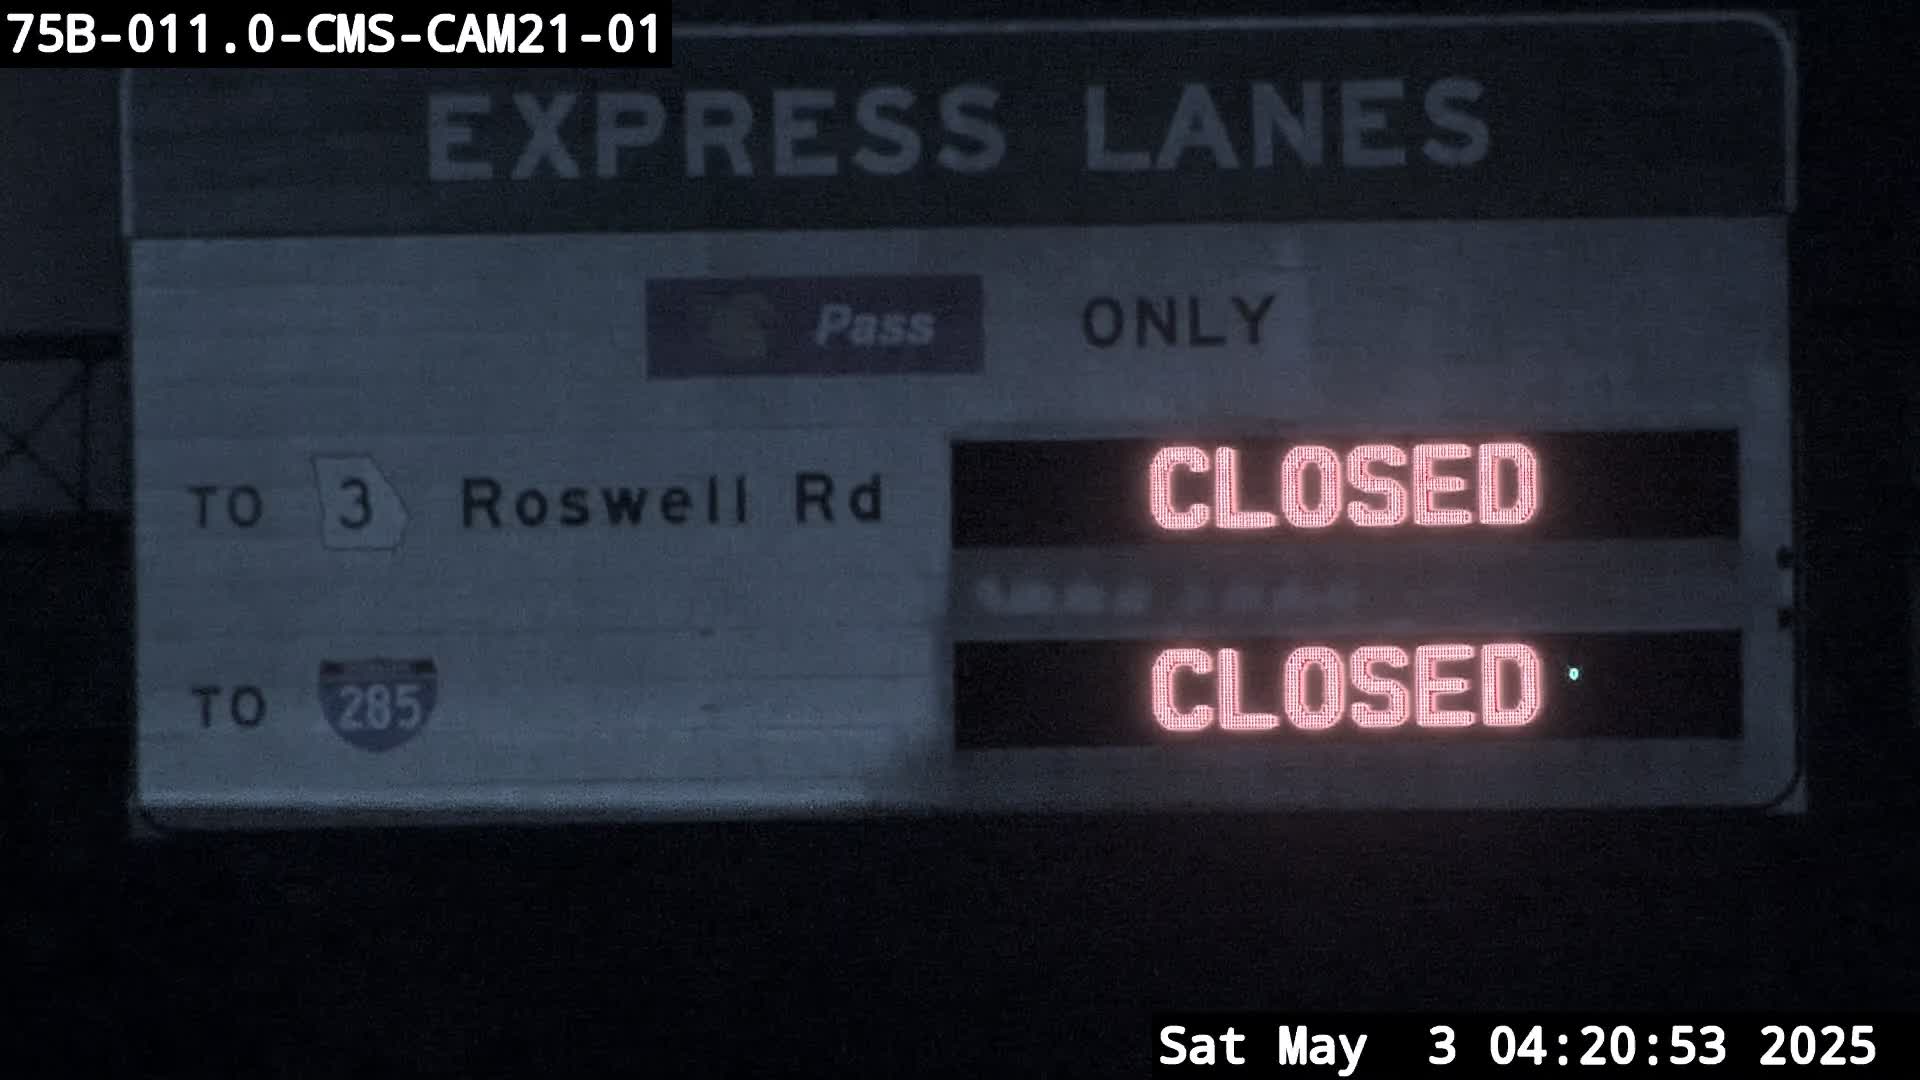 75B-011.0-CMS-CAM21-01
EXPRESS LANES
Pass ONLY
TO 3 Roswell Rd CLOSED
TO 285 CLOSED
Sat May 3 04:20:53 2025